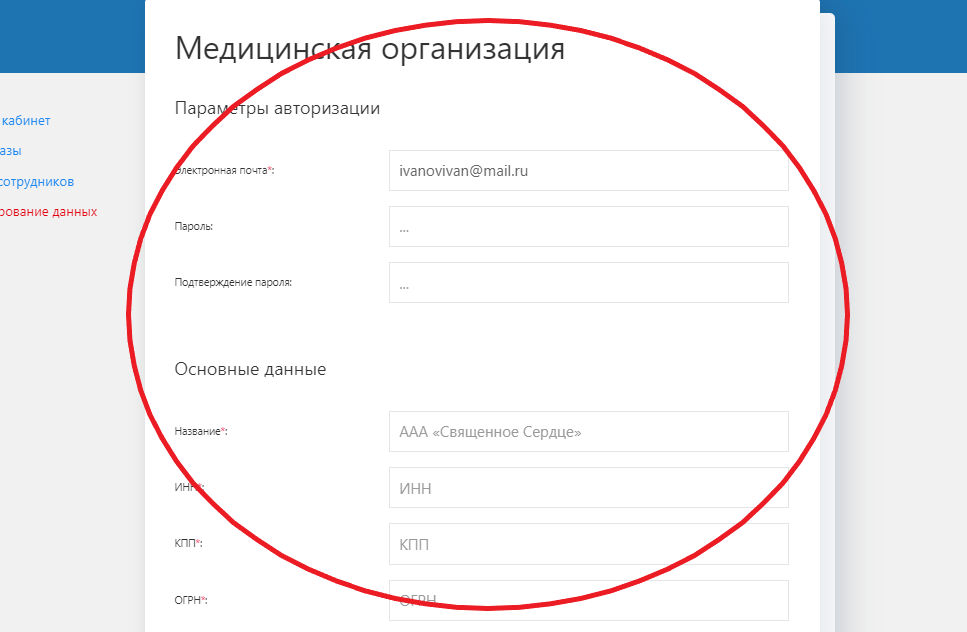 Медицинская организация
Параметры авторизации
кабинет
азы
сотрудников
рование данных
Электронная почта*: ivanovivan@mail.ru
Пароль: ...
Подтверждение пароля: ...
Основные данные
Название*: ААА «Священное Сердце»
ИНН*: ИНН
КПП*: КПП
ОГРН*: ОГРН